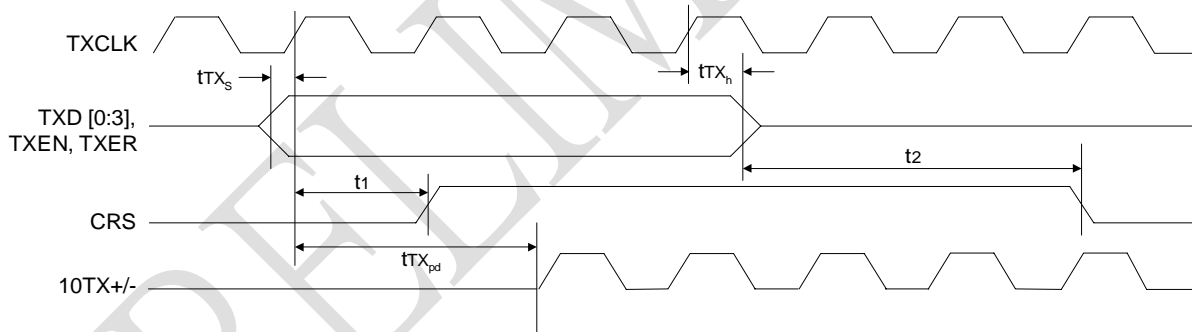 TXCLK
tTXs
tTXh
TXD [0:3],
TXEN, TXER
t1
t2
CRS
tTXpd
10TX+/-